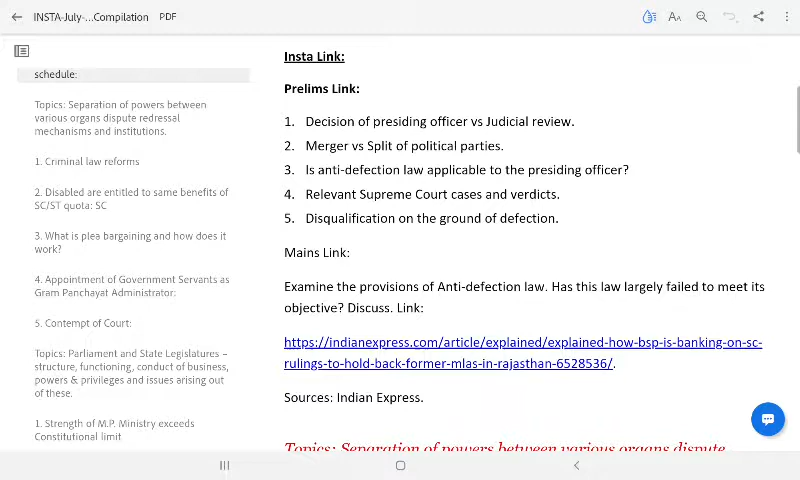 INSTA-July-...Compilation PDF
schedule:
Topics: Separation of powers between
various organs dispute redressal
mechanisms and institutions.
1. Criminal law reforms
2. Disabled are entitled to same benefits of
SC/ST quota: SC
3. What is plea bargaining and how does it
work?
4. Appointment of Government Servants as
Gram Panchayat Administrator:
5. Contempt of Court:
Topics: Parliament and State Legislatures –
structure, functioning, conduct of business,
powers & privileges and issues arising out
of these.
1. Strength of M.P. Ministry exceeds
Constitutional limit
Insta Link:
Prelims Link:
1. Decision of presiding officer vs Judicial review.
2. Merger vs Split of political parties.
3. Is anti-defection law applicable to the presiding officer?
4. Relevant Supreme Court cases and verdicts.
5. Disqualification on the ground of defection.
Mains Link:
Examine the provisions of Anti-defection law. Has this law largely failed to meet its
objective? Discuss. Link:
https://indianexpress.com/article/explained/explained-how-bsp-is-banking-on-sc-
rulings-to-hold-back-former-mlas-in-rajasthan-6528536/.
Sources: Indian Express.
Topics: Separation of powers between various organs dispute